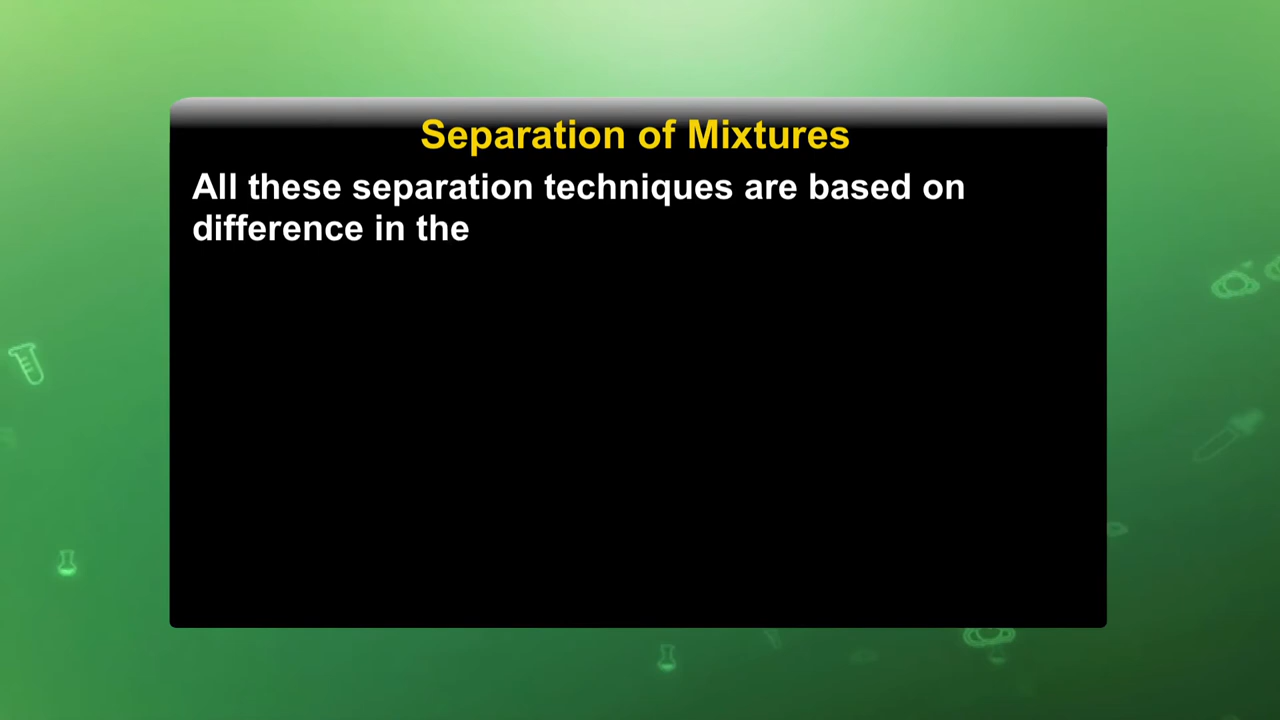 Separation of Mixtures
All these separation techniques are based on
difference in the